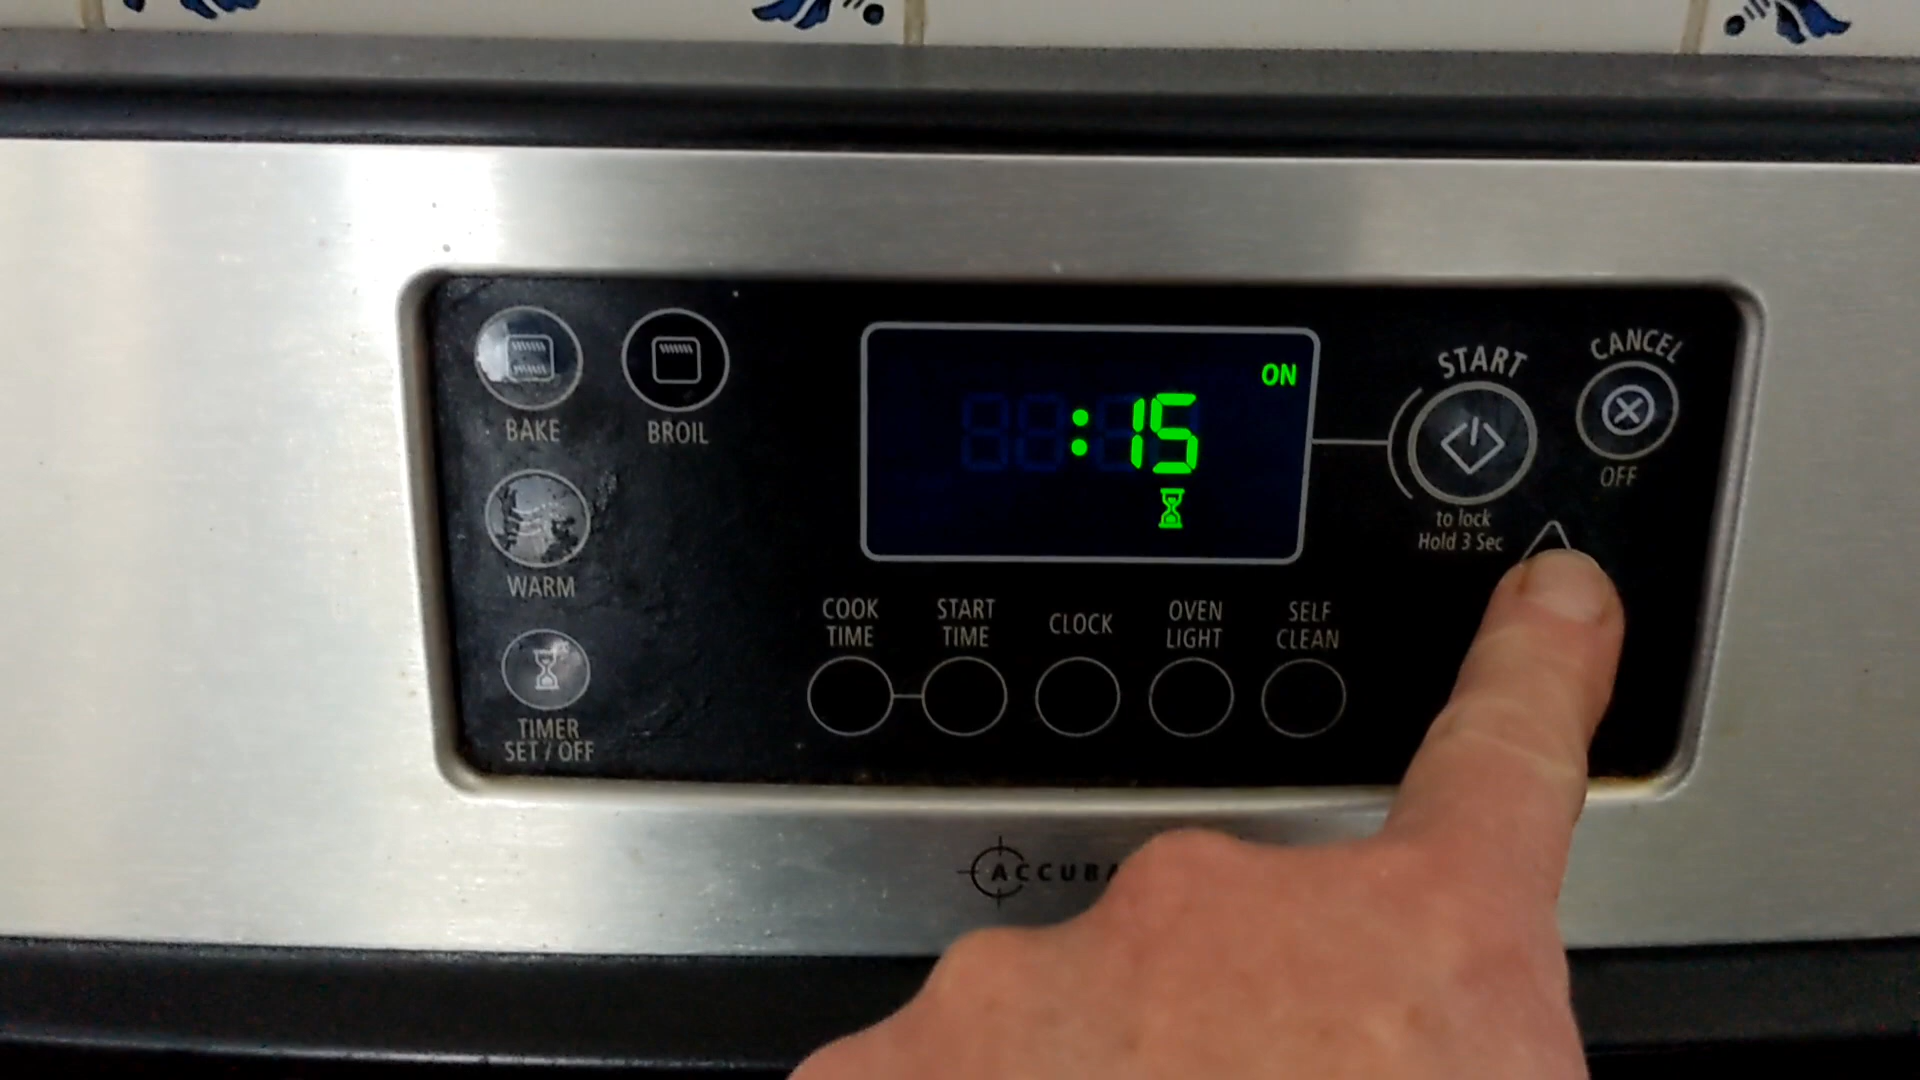 ON
:15
START
CANCEL
OFF
to lock
Hold 3 Sec
BAKE
BROIL
WARM
TIMER
SET / OFF
COOK
TIME
START
TIME
CLOCK
OVEN
LIGHT
SELF
CLEAN